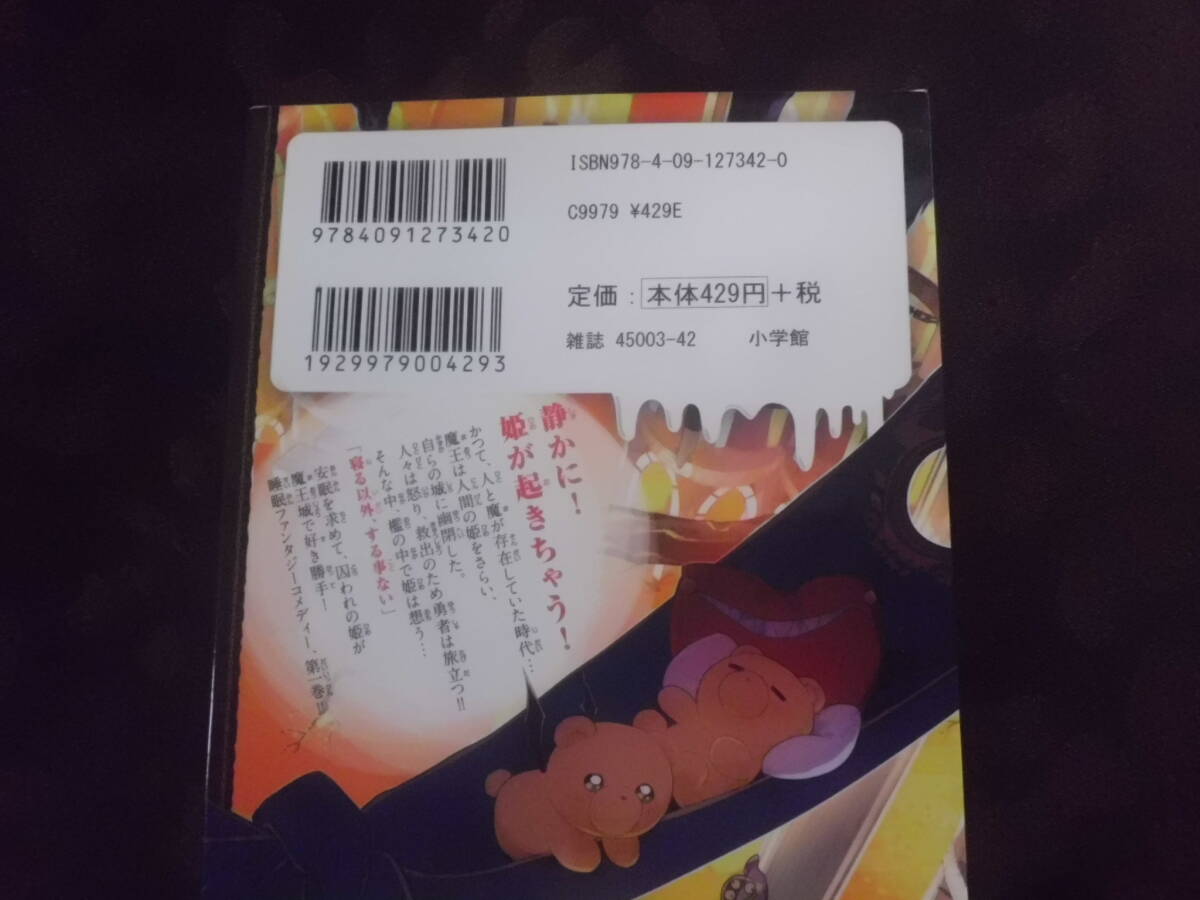 ISBN978-4-09-127342-0
9784091273420
C9979 ¥429E
定価：本体429円＋税
雑誌 45003-42 小学館
1929979004293
静かに！
姫が起きちゃう！
かつて、人と魔が存在していた時代…
魔王は人間の姫をさらい、
自らの城に幽閉した。
人々は怒り、救出のため勇者は旅立つ!!
そんな中、檻の中で姫は想う…
「寝る以外、する事ない」
安眠を求めて、囚われの姫が
魔王城で好き勝手ー
睡眠ファンタジーコメディー、第一巻!!!